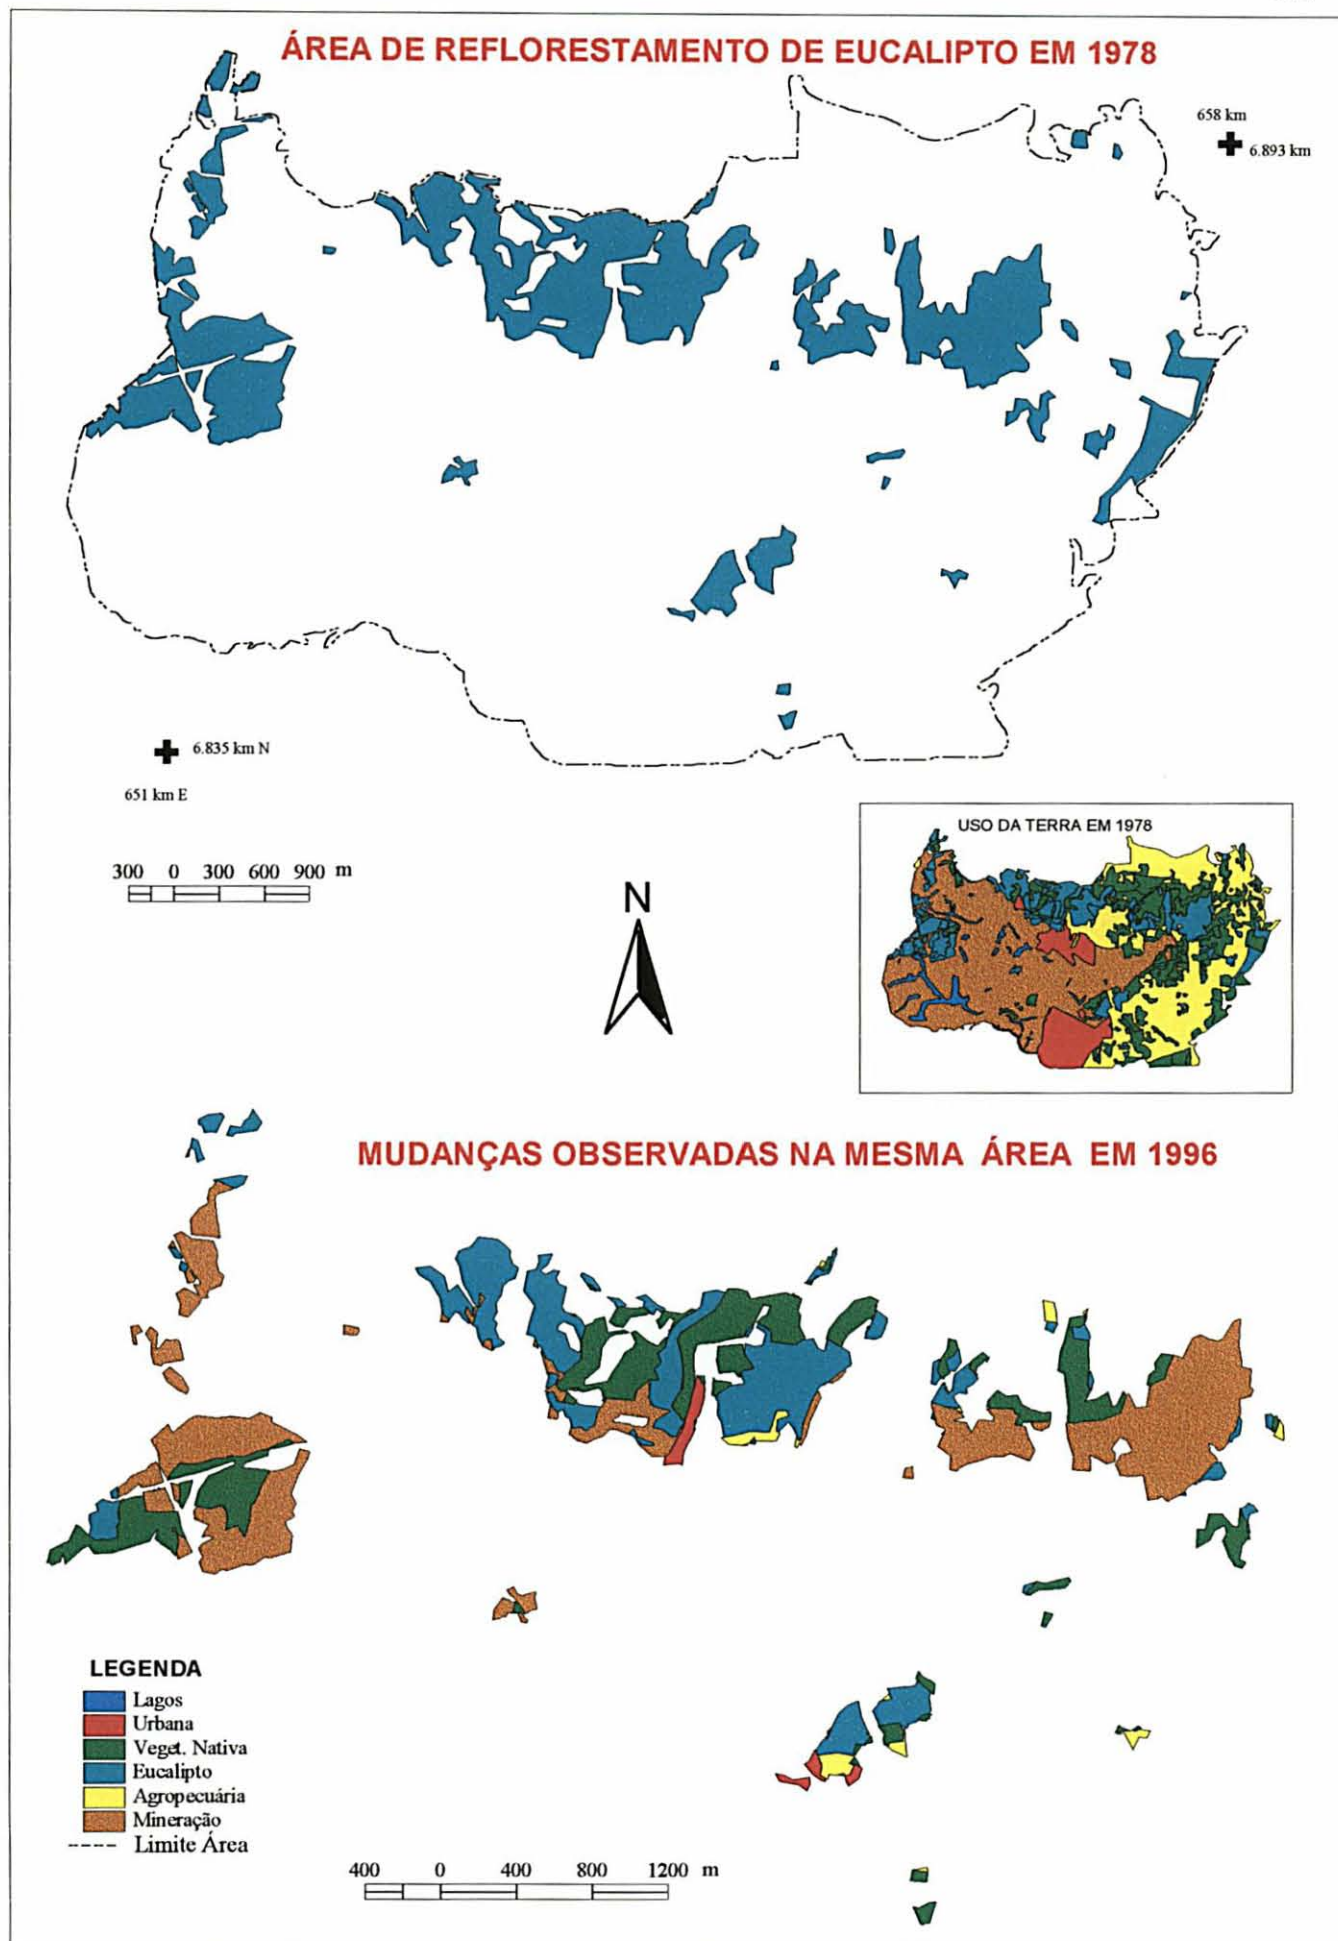 ÁREA DE REFLORESTAMENTO DE EUCALIPTO EM 1978
658 km
6.893 km
6.835 km N
651 km E
300 0 300 600 900 m
USO DA TERRA EM 1978
N
MUDANÇAS OBSERVADAS NA MESMA ÁREA EM 1996
LEGENDA
Lagos
Urbana
Veget. Nativa
Eucalipto
Agropecuária
Mineração
Limite Área
400 0 400 800 1200 m